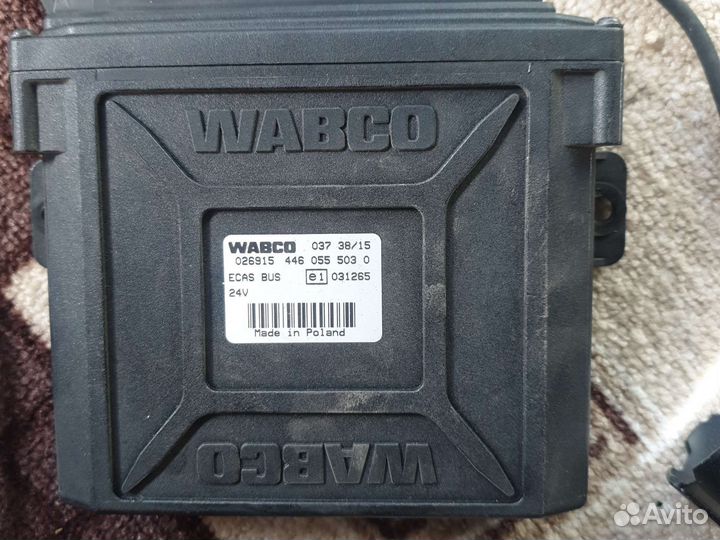 WABCO
WABCO 037 38/15
026915 446 055 503 0
ECAS BUS e1 031265
24V
Made in Poland
WABCO
Avito